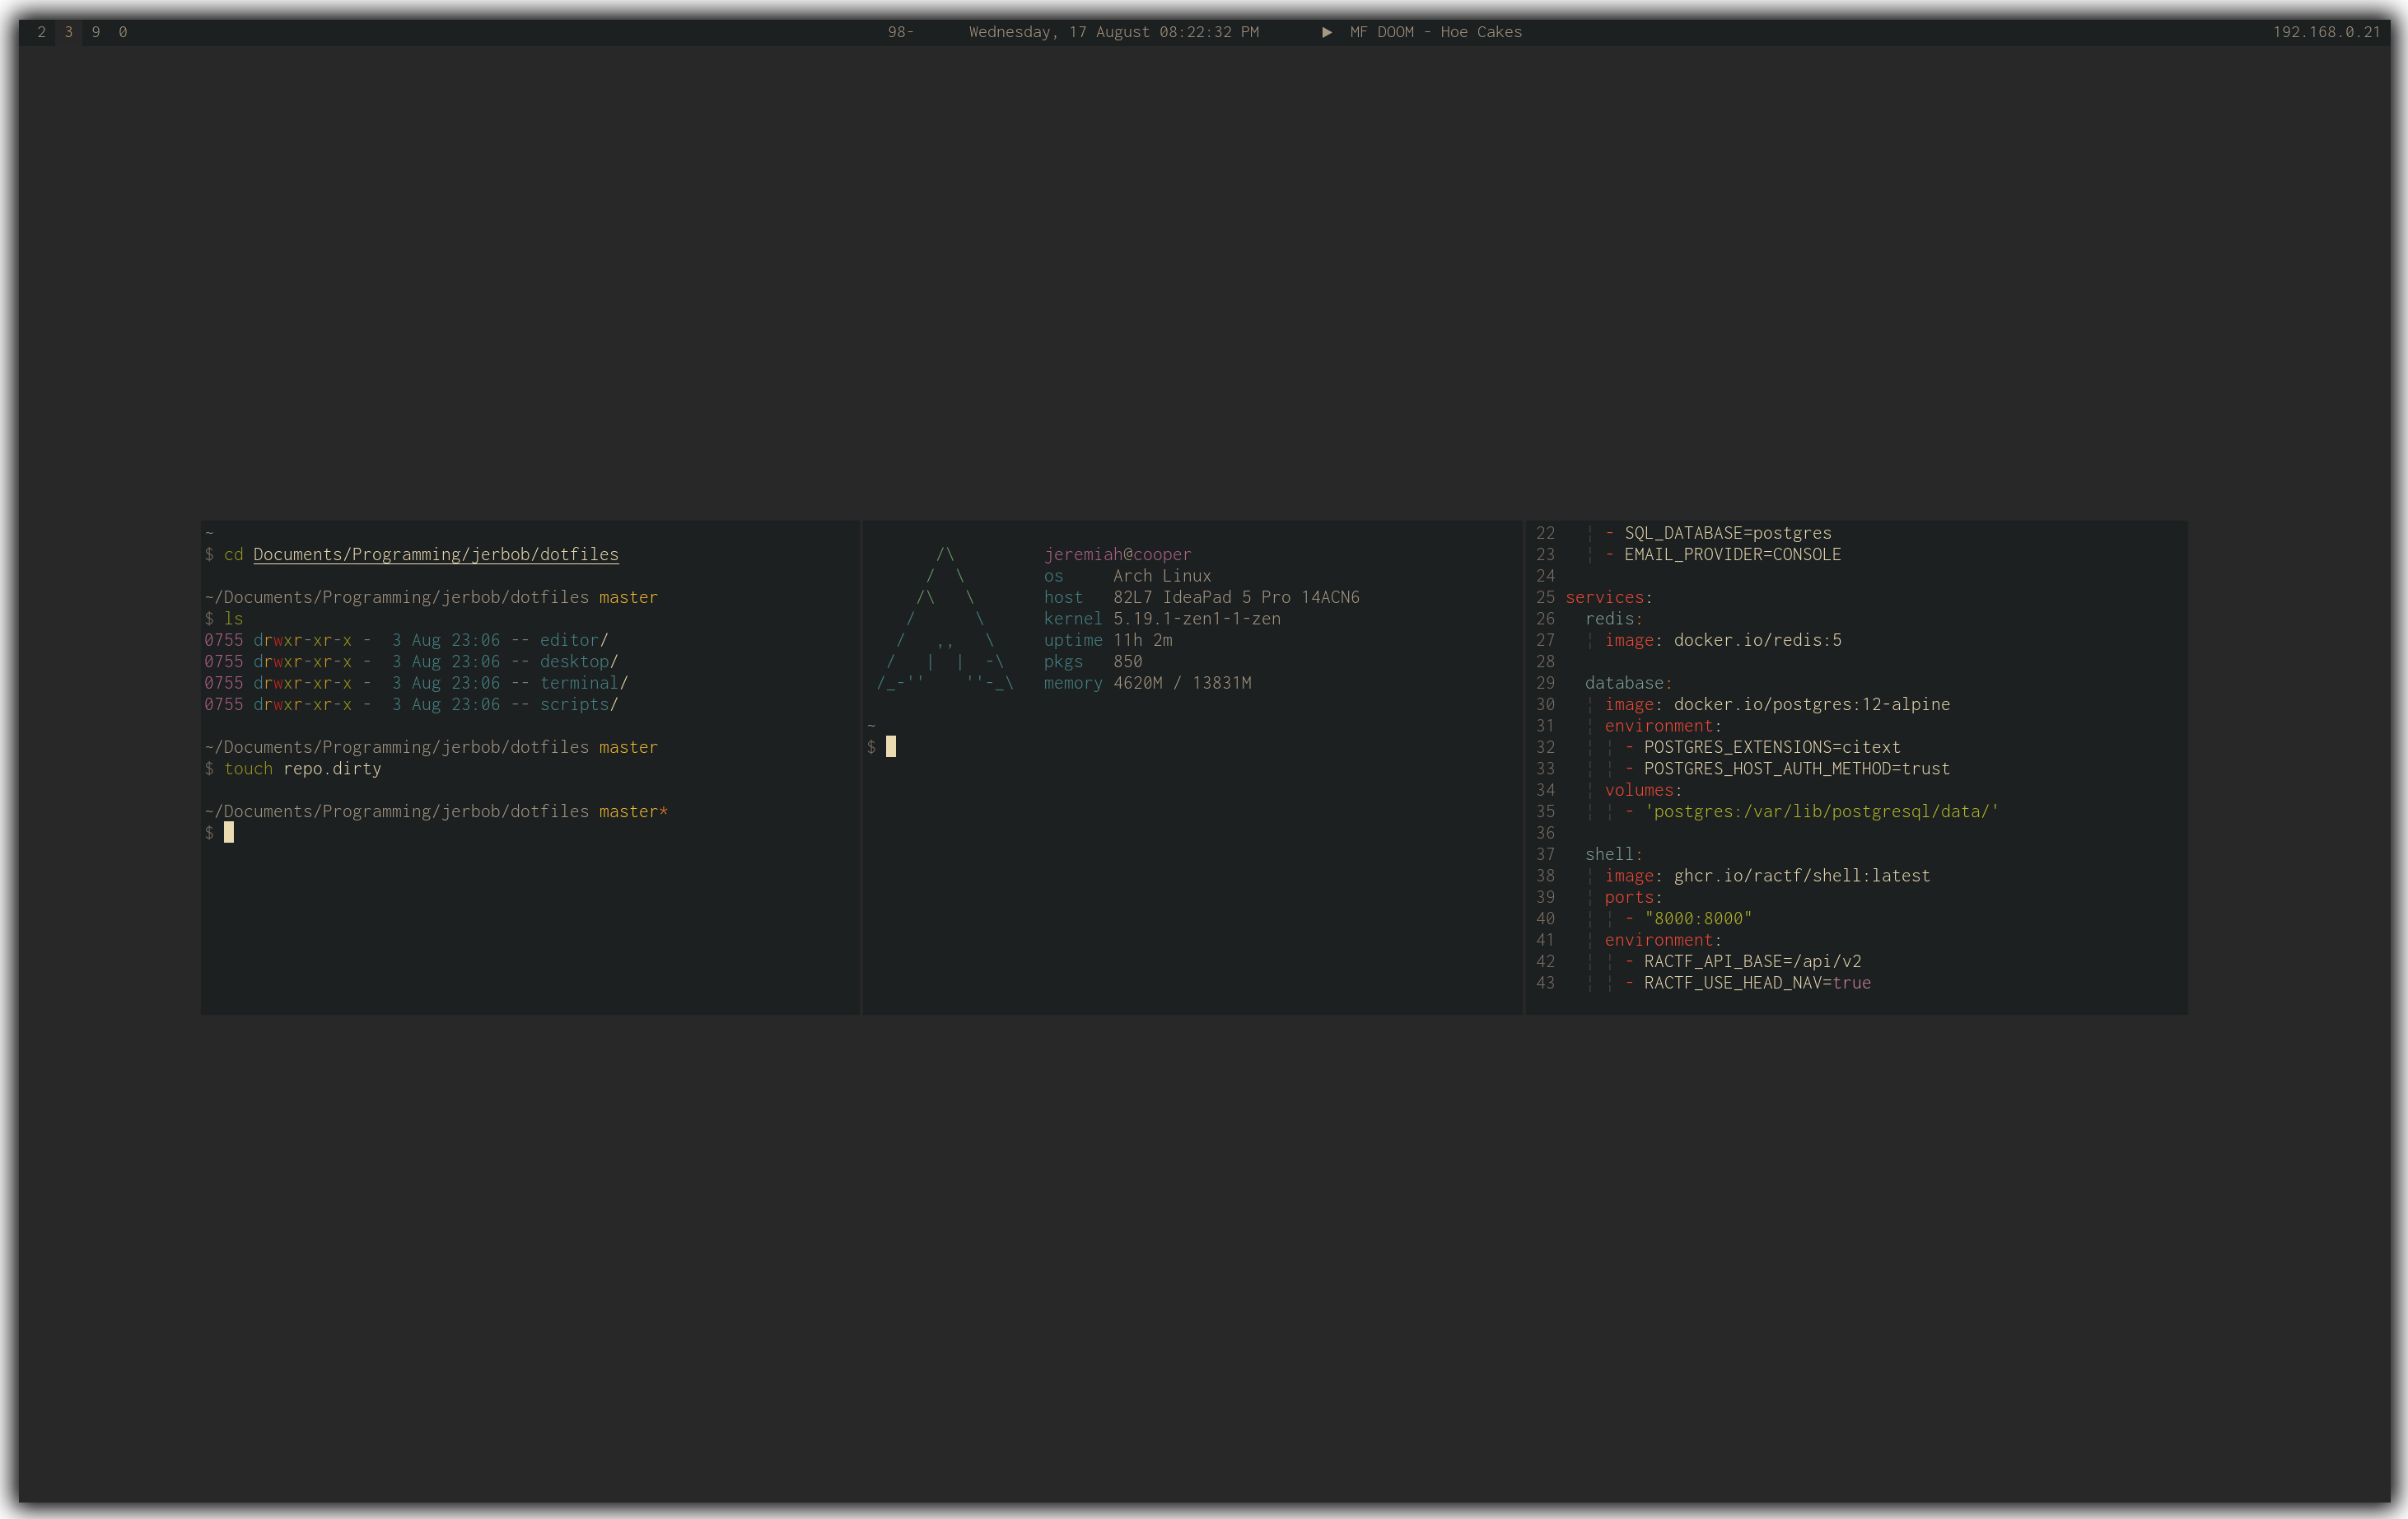 2 3 9 0 98- Wednesday, 17 August 08:22:32 PM ▶ MF DOOM - Hoe Cakes 192.168.0.21
~
$ cd Documents/Programming/jerbob/dotfiles
~/Documents/Programming/jerbob/dotfiles master
$ ls
0755 drwxr-xr-x - 3 Aug 23:06 -- editor/
0755 drwxr-xr-x - 3 Aug 23:06 -- desktop/
0755 drwxr-xr-x - 3 Aug 23:06 -- terminal/
0755 drwxr-xr-x - 3 Aug 23:06 -- scripts/
~/Documents/Programming/jerbob/dotfiles master
$ touch repo.dirty
~/Documents/Programming/jerbob/dotfiles master*
$
jeremiah@cooper
os Arch Linux
host 82L7 IdeaPad 5 Pro 14ACN6
kernel 5.19.1-zen1-1-zen
uptime 11h 2m
pkgs 850
memory 4620M / 13831M
~
$
22 - SQL_DATABASE=postgres
23 - EMAIL_PROVIDER=CONSOLE
24
25 services:
26 redis:
27 image: docker.io/redis:5
28
29 database:
30 image: docker.io/postgres:12-alpine
31 environment:
32 - POSTGRES_EXTENSIONS=citext
33 - POSTGRES_HOST_AUTH_METHOD=trust
34 volumes:
35 - 'postgres:/var/lib/postgresql/data/'
36
37 shell:
38 image: ghcr.io/ractf/shell:latest
39 ports:
40 - "8000:8000"
41 environment:
42 - RACTF_API_BASE=/api/v2
43 - RACTF_USE_HEAD_NAV=true